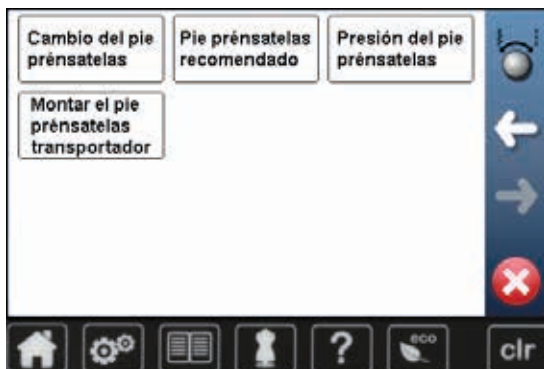 Cambio del pie
prénsatelas
Pie prénsatelas
recomendado
Presión del pie
prénsatelas
Montar el pie
prénsatelas
transportador
?
eco
clr